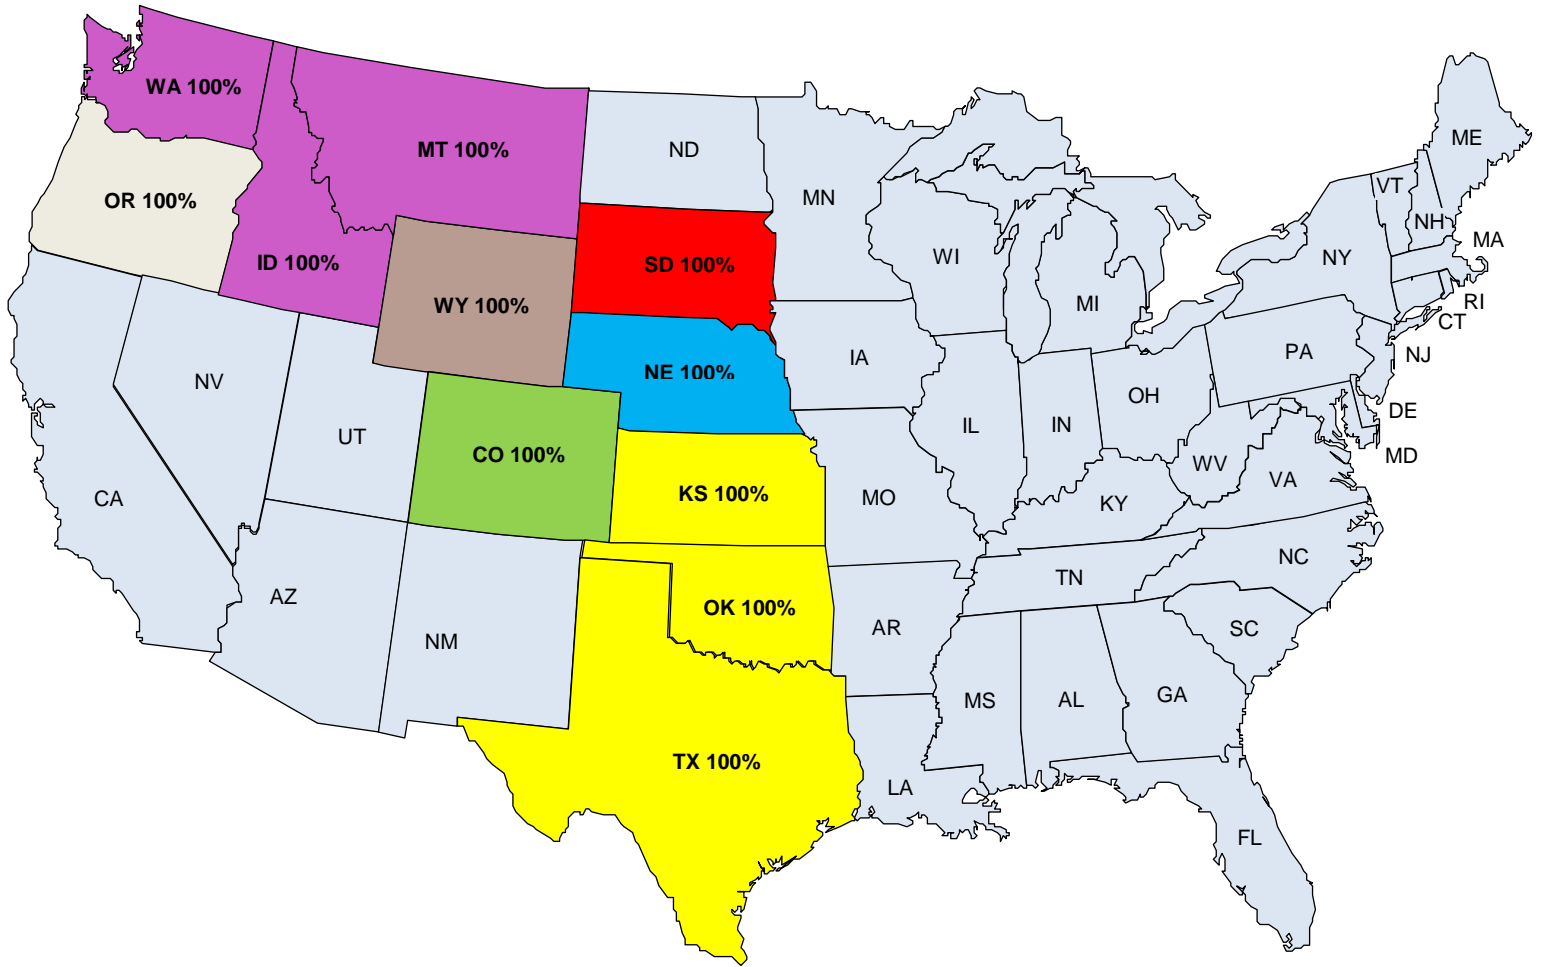 WA 100%
MT 100%
ND
ME
OR 100%
MN
VT
NH
MA
ID 100%
SD 100%
WI
NY
WY 100%
MI
RI
CT
IA
PA
NJ
NV
NE 100%
OH
DE
UT
CO 100%
IL
IN
WV
MD
CA
KS 100%
MO
KY
VA
AZ
OK 100%
TN
NC
NM
AR
SC
MS
AL
GA
TX 100%
LA
FL